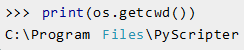 >>> print(os.getcwd())
C:\Program Files\PyScripter